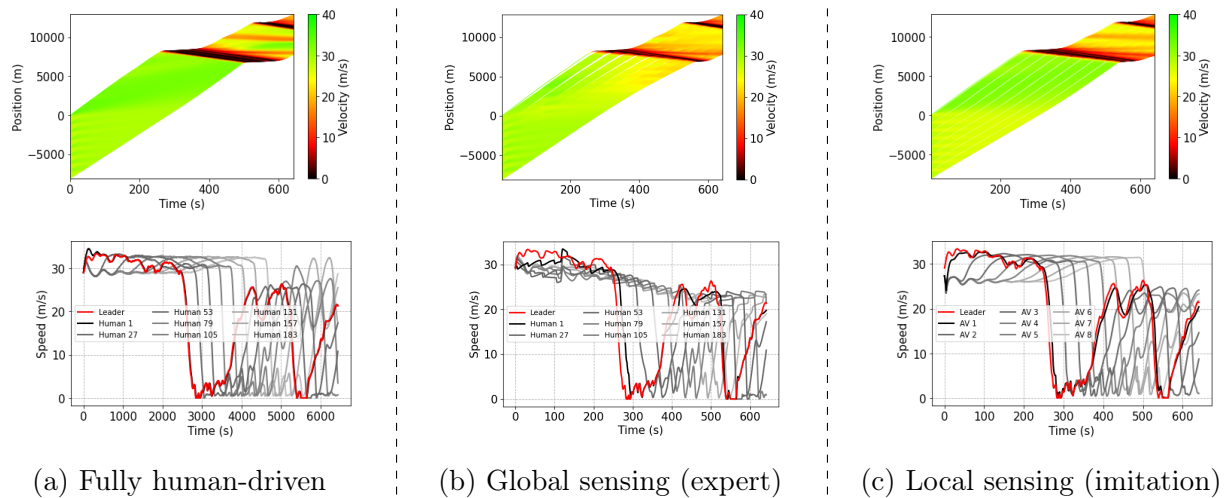 10000
5000
0
−5000
Position (m)
0
200
400
600
Time (s)
40
30
20
10
0
Velocity (m/s)
10000
5000
0
−5000
Position (m)
200
400
600
Time (s)
40
30
20
10
0
Velocity (m/s)
10000
5000
0
−5000
Position (m)
200
400
600
Time (s)
40
30
20
10
0
Velocity (m/s)
30
20
10
0
Speed (m/s)
Leader Human 53 Human 131
Human 1 Human 79 Human 157
Human 27 Human 105 Human 183
0 1000 2000 3000 4000 5000 6000
Time (s)
30
20
10
0
Speed (m/s)
Leader Human 53 Human 131
Human 1 Human 79 Human 157
Human 27 Human 105 Human 183
0 100 200 300 400 500 600
Time (s)
30
20
10
0
Speed (m/s)
Leader AV 3 AV 6
AV 1 AV 4 AV 7
AV 2 AV 5 AV 8
0 100 200 300 400 500 600
Time (s)
(a) Fully human-driven
(b) Global sensing (expert)
(c) Local sensing (imitation)